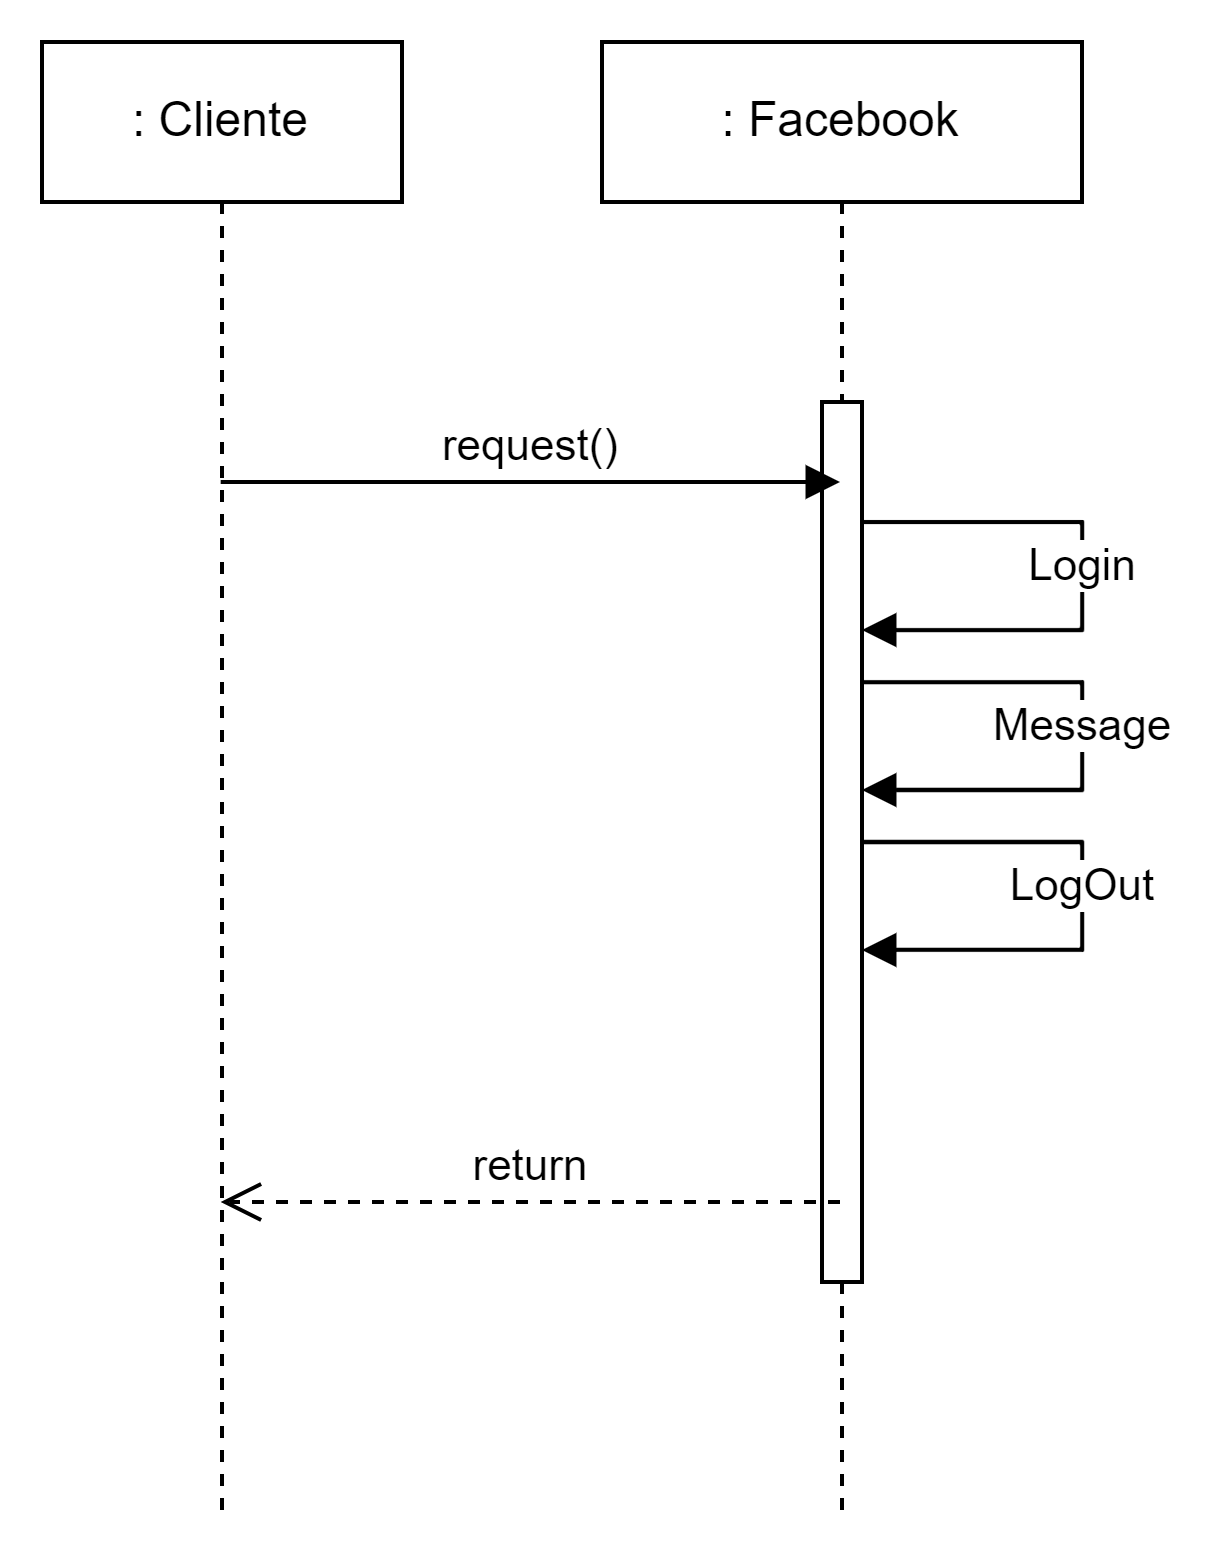 : Cliente
: Facebook
request()
Login
Message
LogOut
return